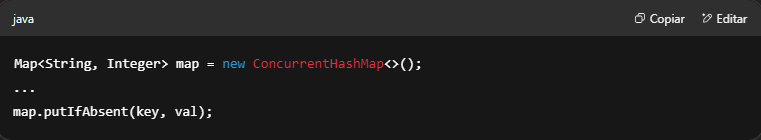 java
Copiar
Editar
Map<String, Integer> map = new ConcurrentHashMap<>();
...
map.putIfAbsent(key, val);